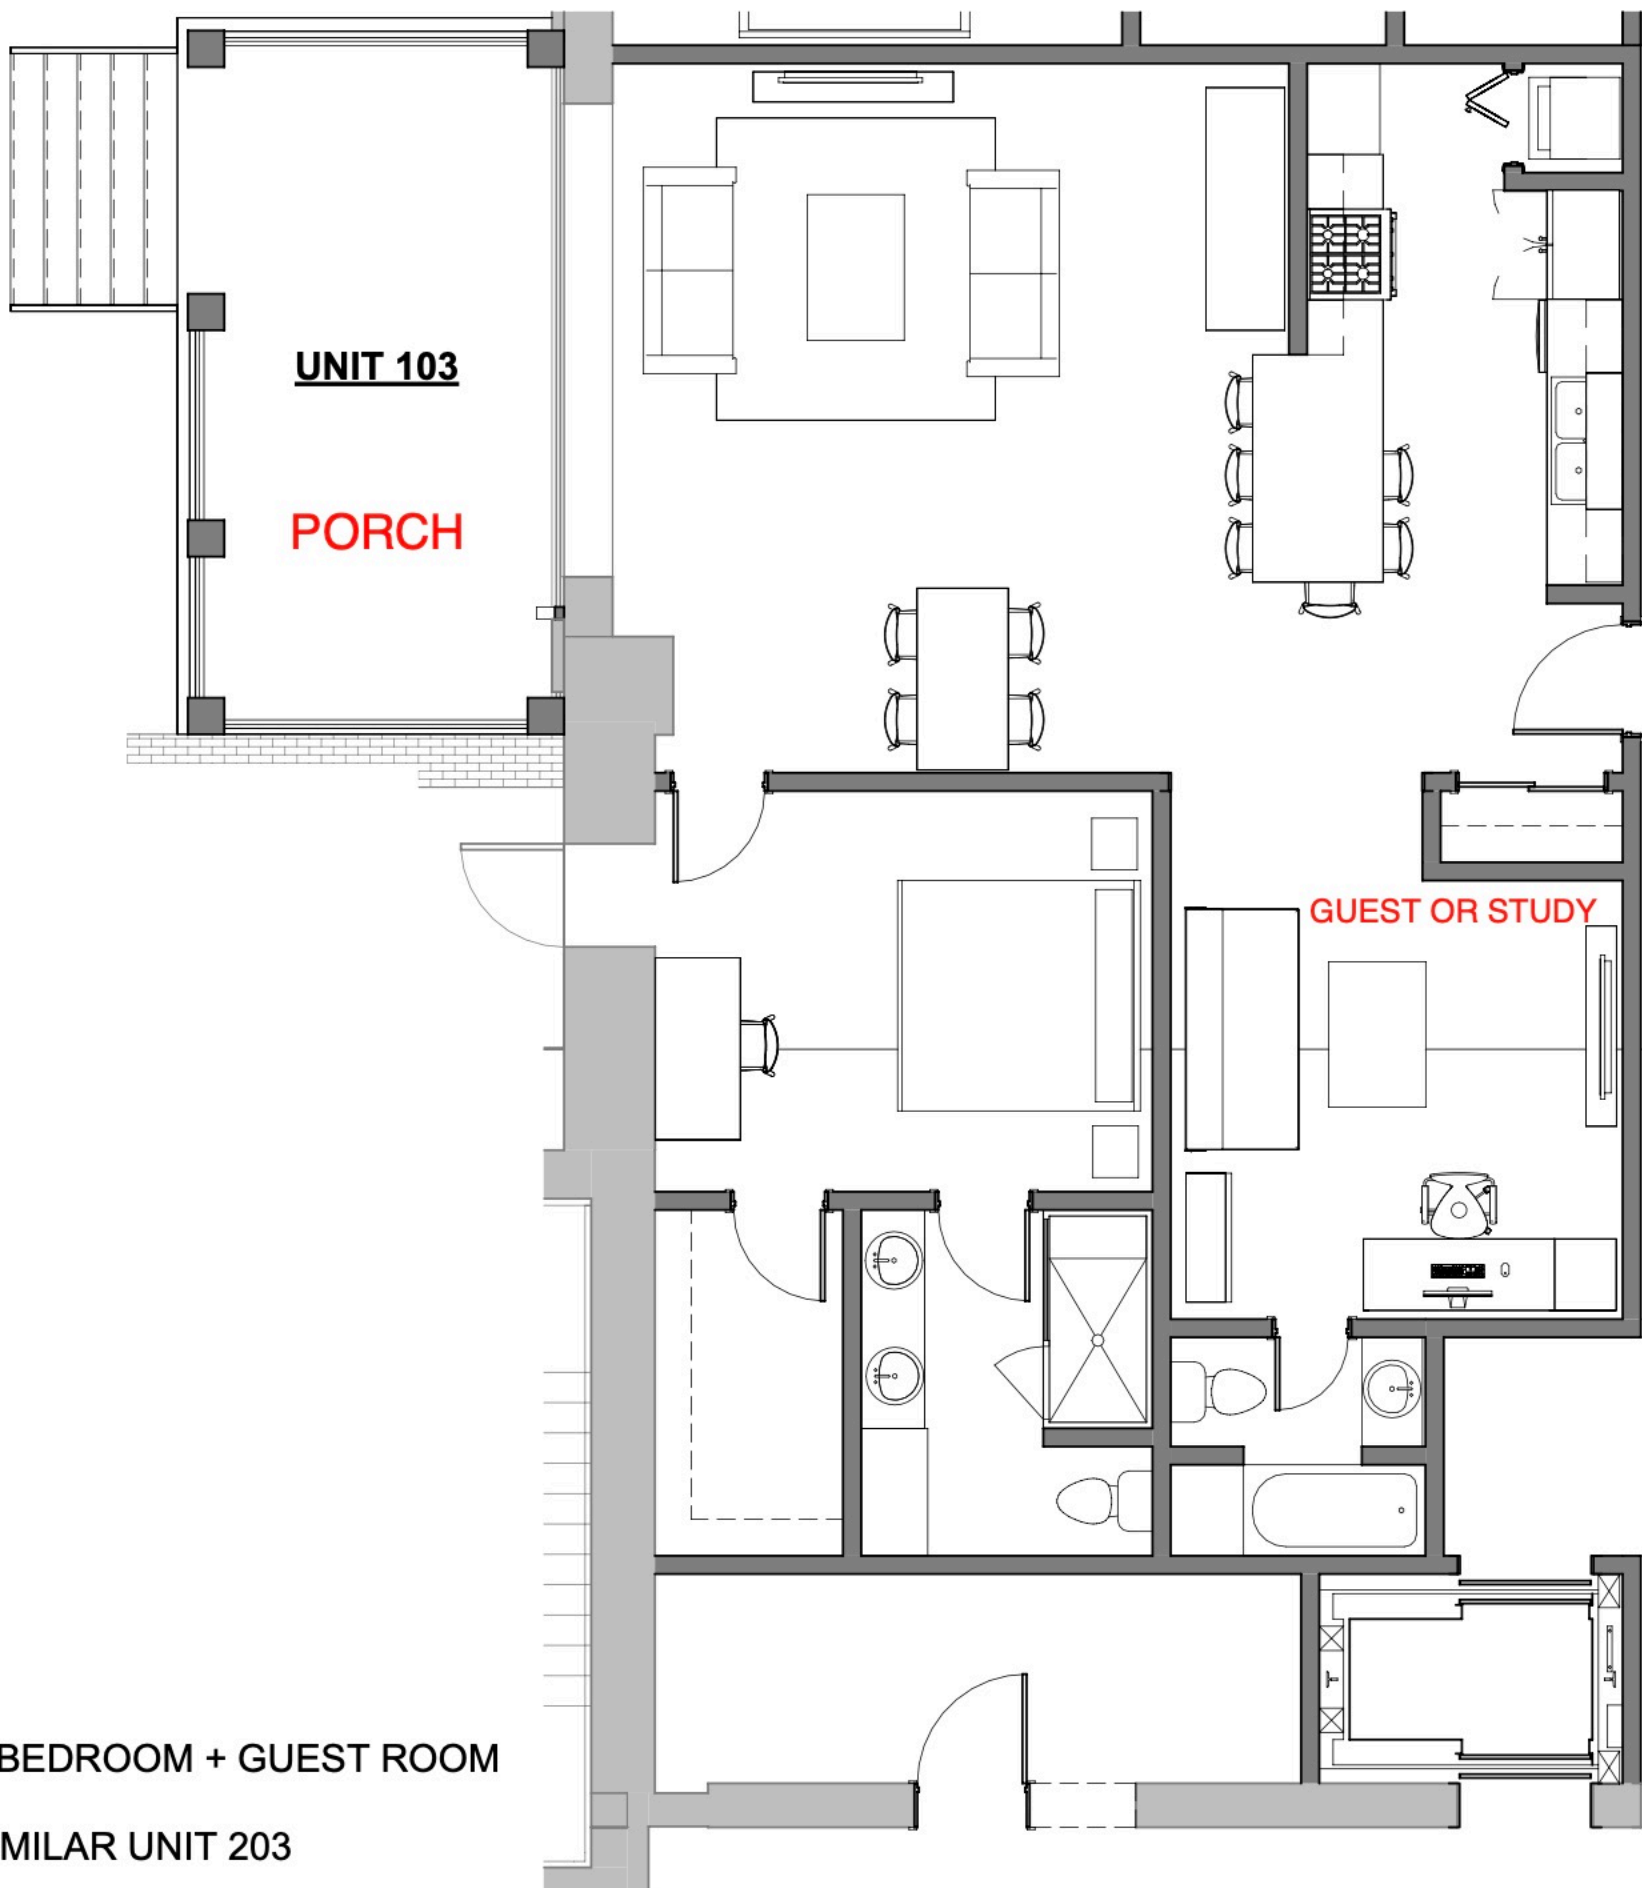 UNIT 103
PORCH
GUEST OR STUDY
BEDROOM + GUEST ROOM
MILAR UNIT 203